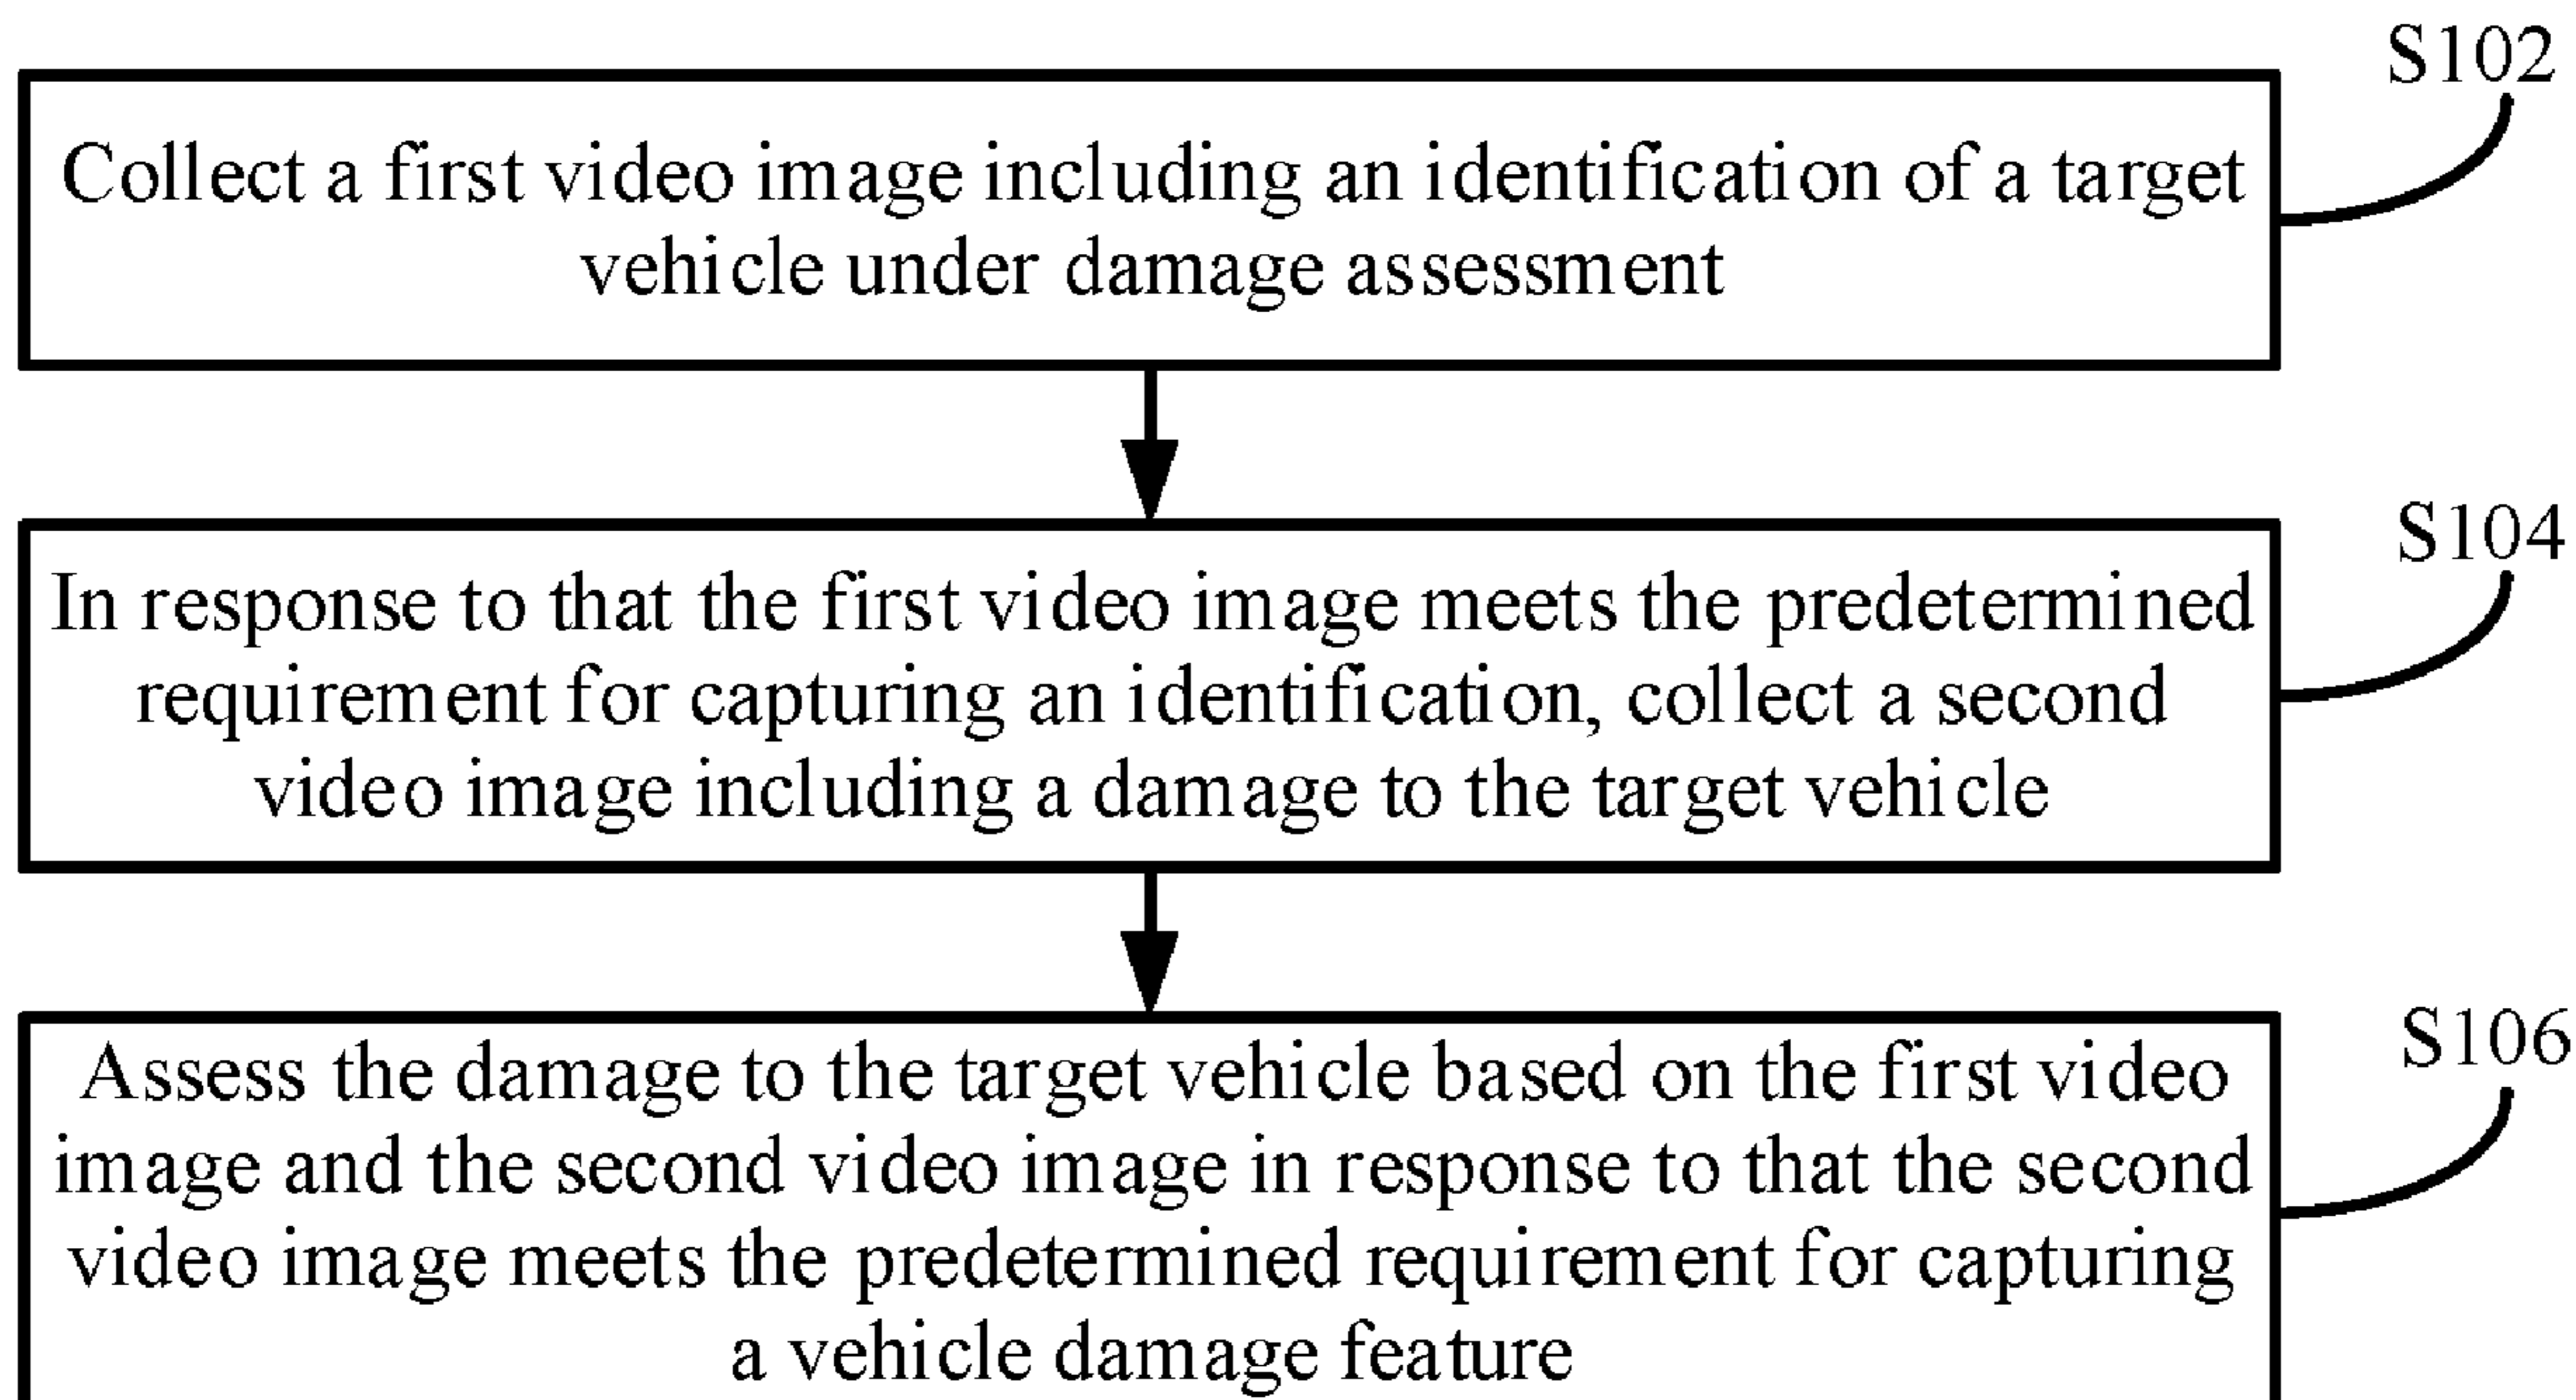 S102
Collect a first video image including an identification of a target
vehicle under damage assessment
S104
In response to that the first video image meets the predetermined
requirement for capturing an identification, collect a second
video image including a damage to the target vehicle
S106
Assess the damage to the target vehicle based on the first video
image and the second video image in response to that the second
video image meets the predetermined requirement for capturing
a vehicle damage feature